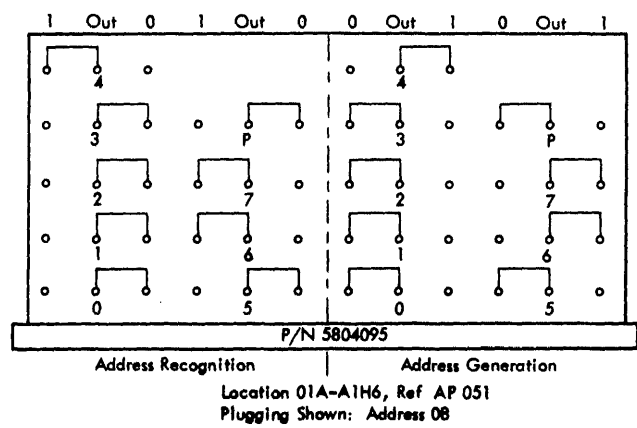 1 Out 0 1 Out 0 0 Out 1 0 Out 1
4 4
3 P 3 P
2 7 2 7
1 6 1 6
0 5 0 5
P/N 5804095
Address Recognition Address Generation
Location 01A-A1H6, Ref AP 051
Plugging Shown: Address 08